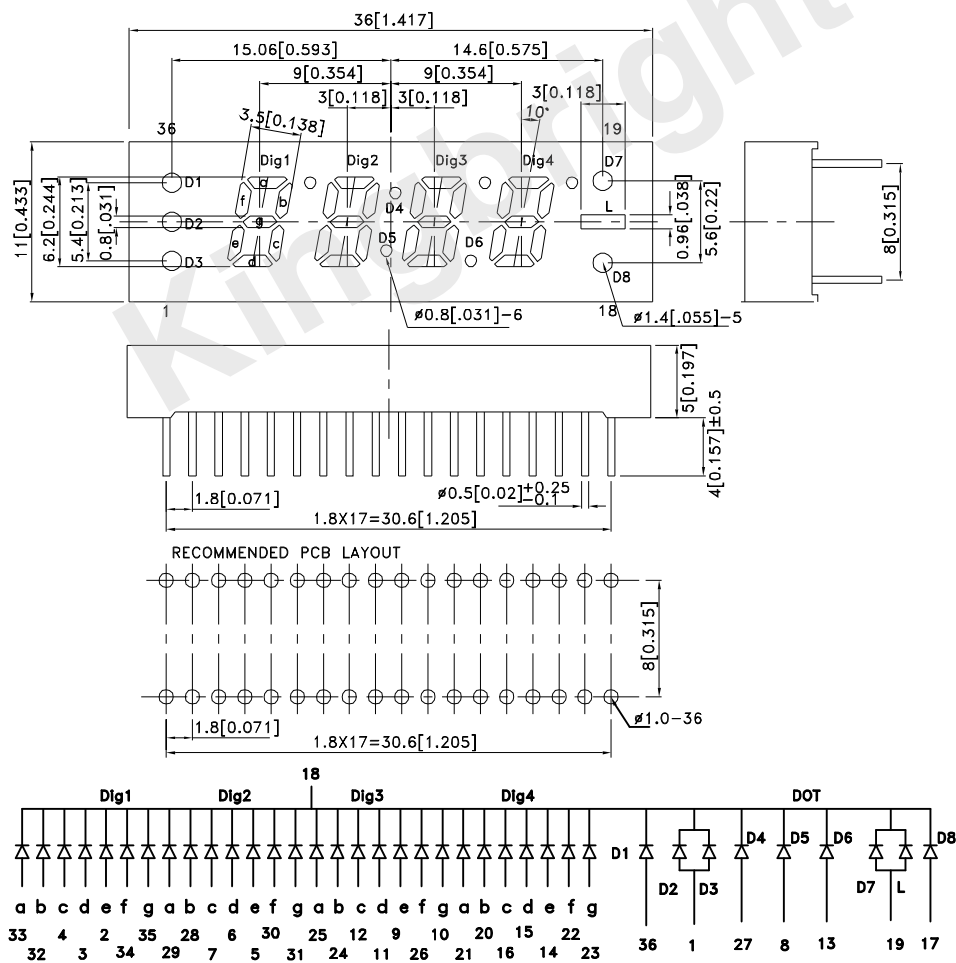 36[1.417]
15.06[0.593] 14.6[0.575]
9[0.354] 9[0.354]
3[0.118] 3[0.118] 3[0.118]
3.5[0.138] 10°
36 19
Dig1 Dig2 Dig3 Dig4 D7
D1 a
f b D4
D2 g L
e c D5 D6
D3 d D8
1 18
11[0.433]
6.2[0.244]
5.4[0.213]
0.8[0.031]
0.96[0.038]
5.6[0.22]
8[0.315]
ø0.8[.031]-6 ø1.4[.055]-5
Kingbright
5[0.197]
4[0.157]±0.5
1.8[0.071] ø0.5[0.02]+0.25
-0.1
1.8X17=30.6[1.205]
RECOMMENDED PCB LAYOUT
8[0.315]
1.8[0.071] ø1.0-36
1.8X17=30.6[1.205]
18
Dig1 Dig2 Dig3 Dig4 DOT
D1 D4 D5 D6 D8
D2 D3 D7 L
a b c d e f g a b c d e f g a b c d e f g a b c d e f g
33 4 2 35 28 6 30 25 12 9 10 20 15 22 36 1 27 8 13 19 17
32 3 34 29 7 5 31 24 11 26 21 16 14 23